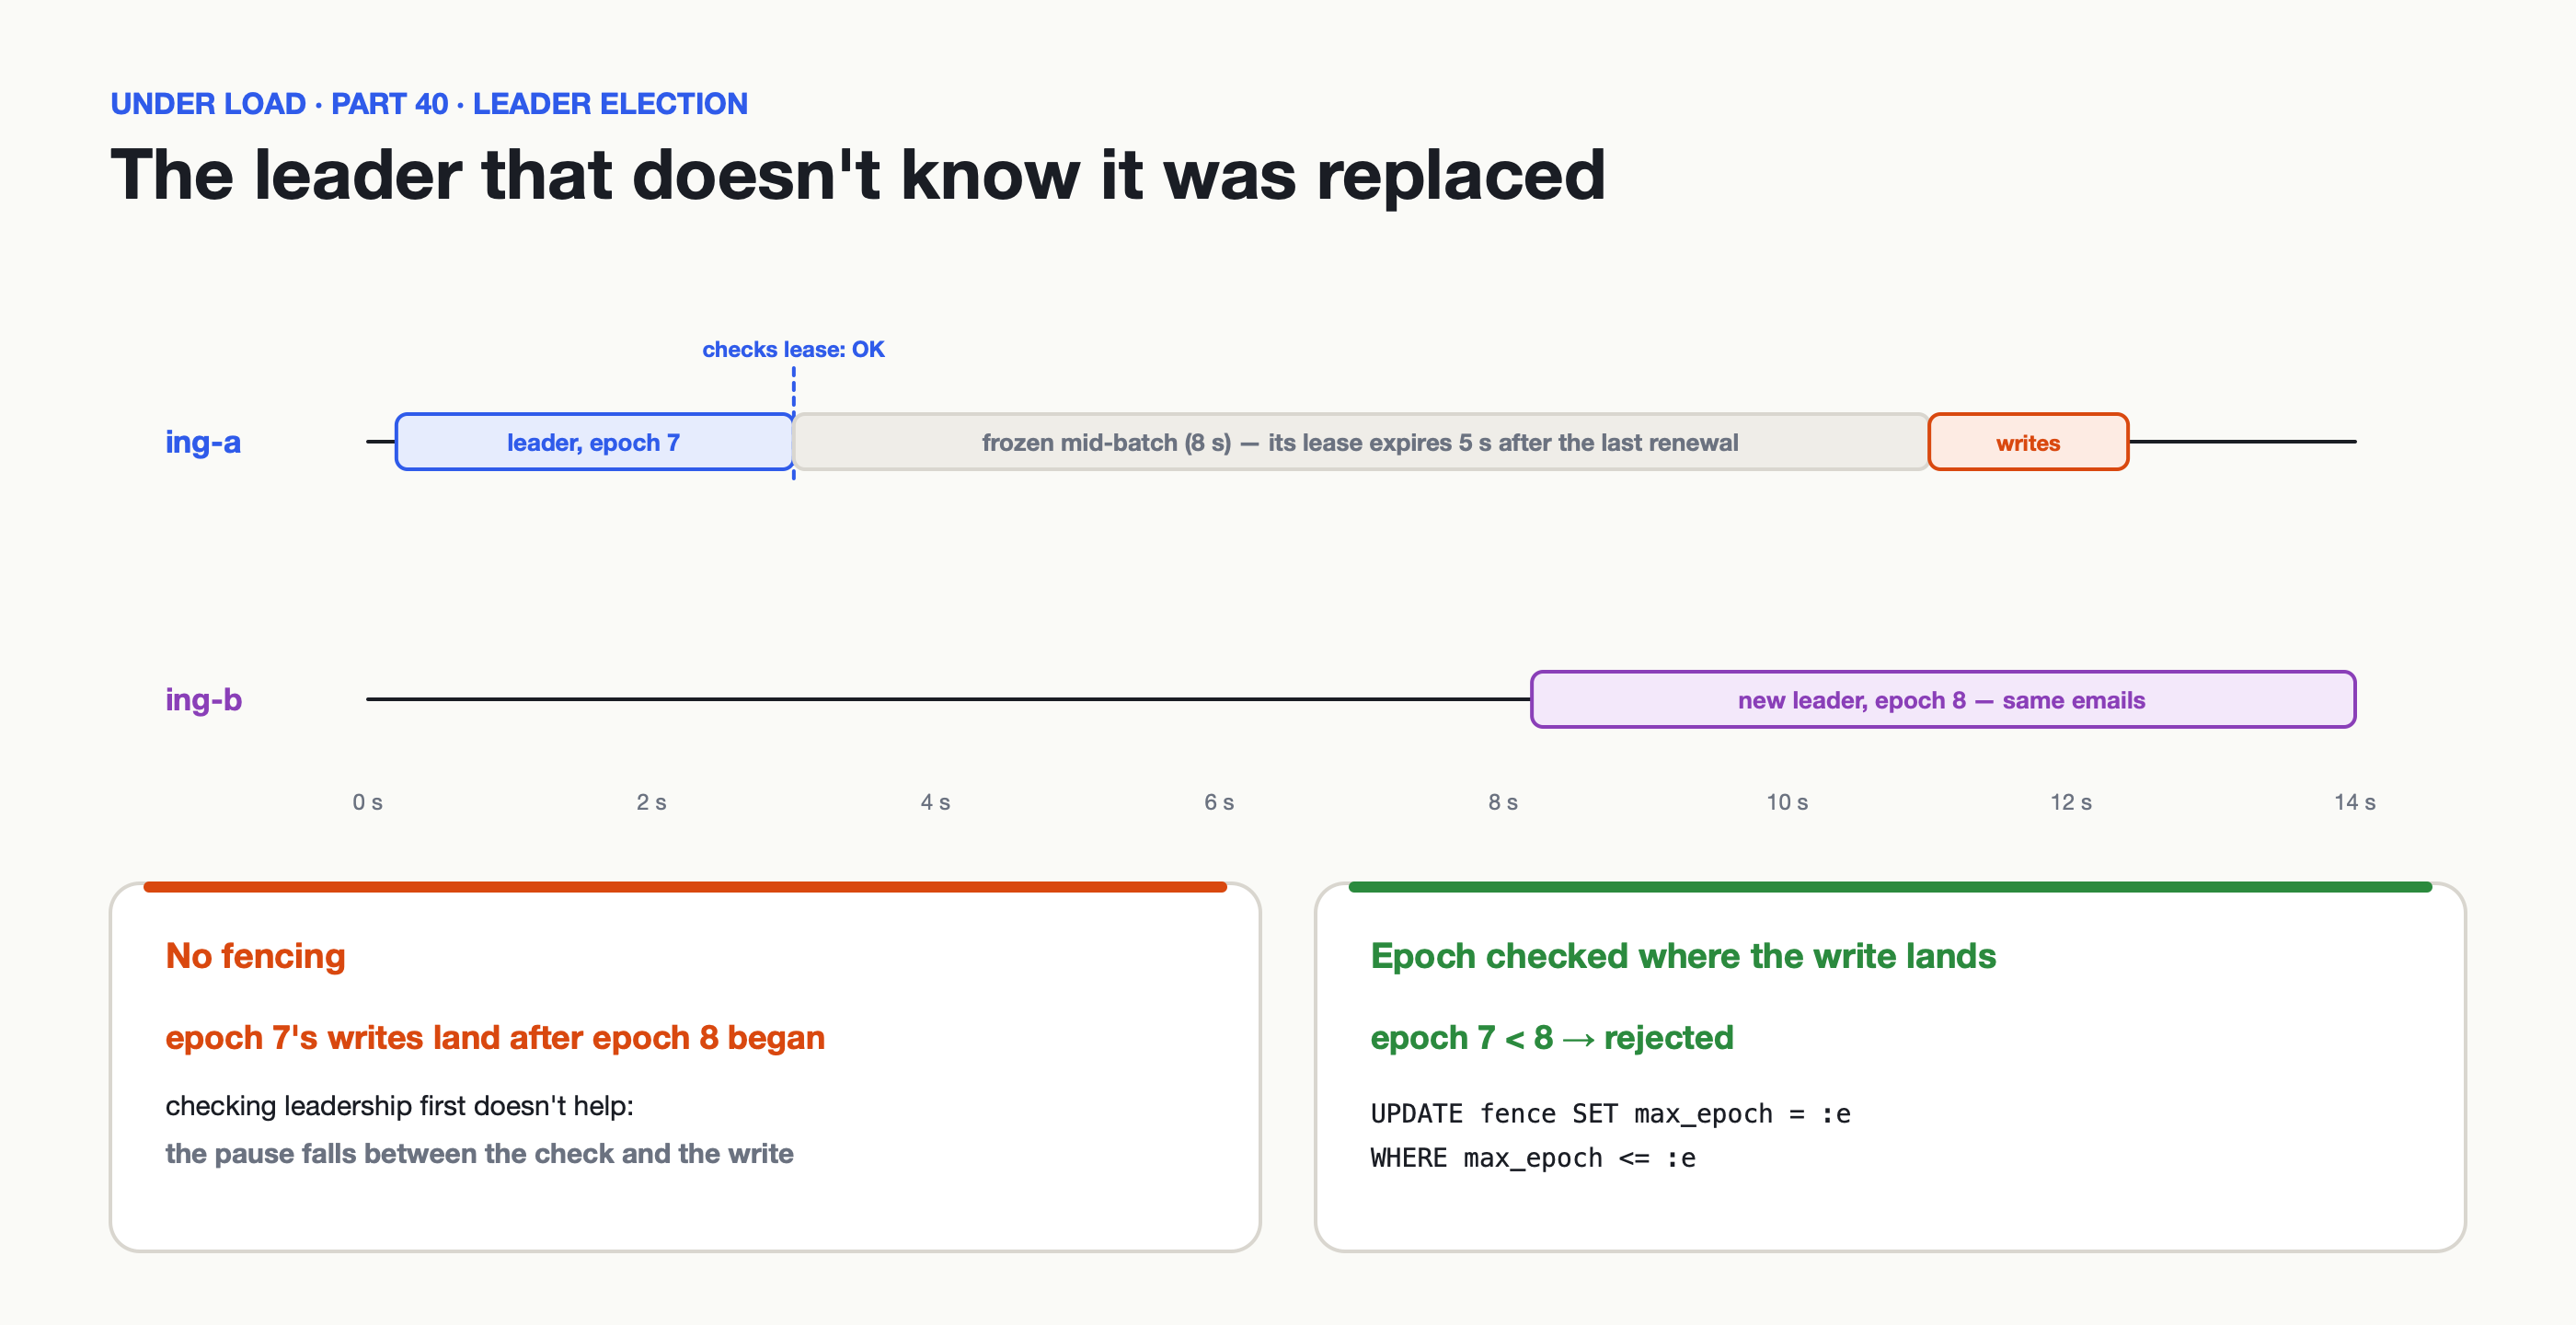 UNDER LOAD · PART 40 · LEADER ELECTION
The leader that doesn't know it was replaced
checks lease: OK
ing-a
leader, epoch 7
frozen mid-batch (8 s) — its lease expires 5 s after the last renewal
writes
ing-b
new leader, epoch 8 — same emails
0 s
2 s
4 s
6 s
8 s
10 s
12 s
14 s
No fencing
epoch 7's writes land after epoch 8 began
checking leadership first doesn't help:
the pause falls between the check and the write
Epoch checked where the write lands
epoch 7 < 8 → rejected
UPDATE fence SET max_epoch = :e
WHERE max_epoch <= :e